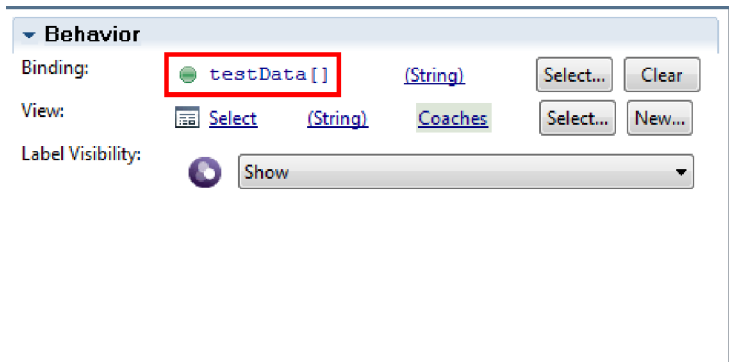 Behavior
Binding: testData[] (String) Select... Clear
View: Select (String) Coaches Select... New...
Label Visibility: Show